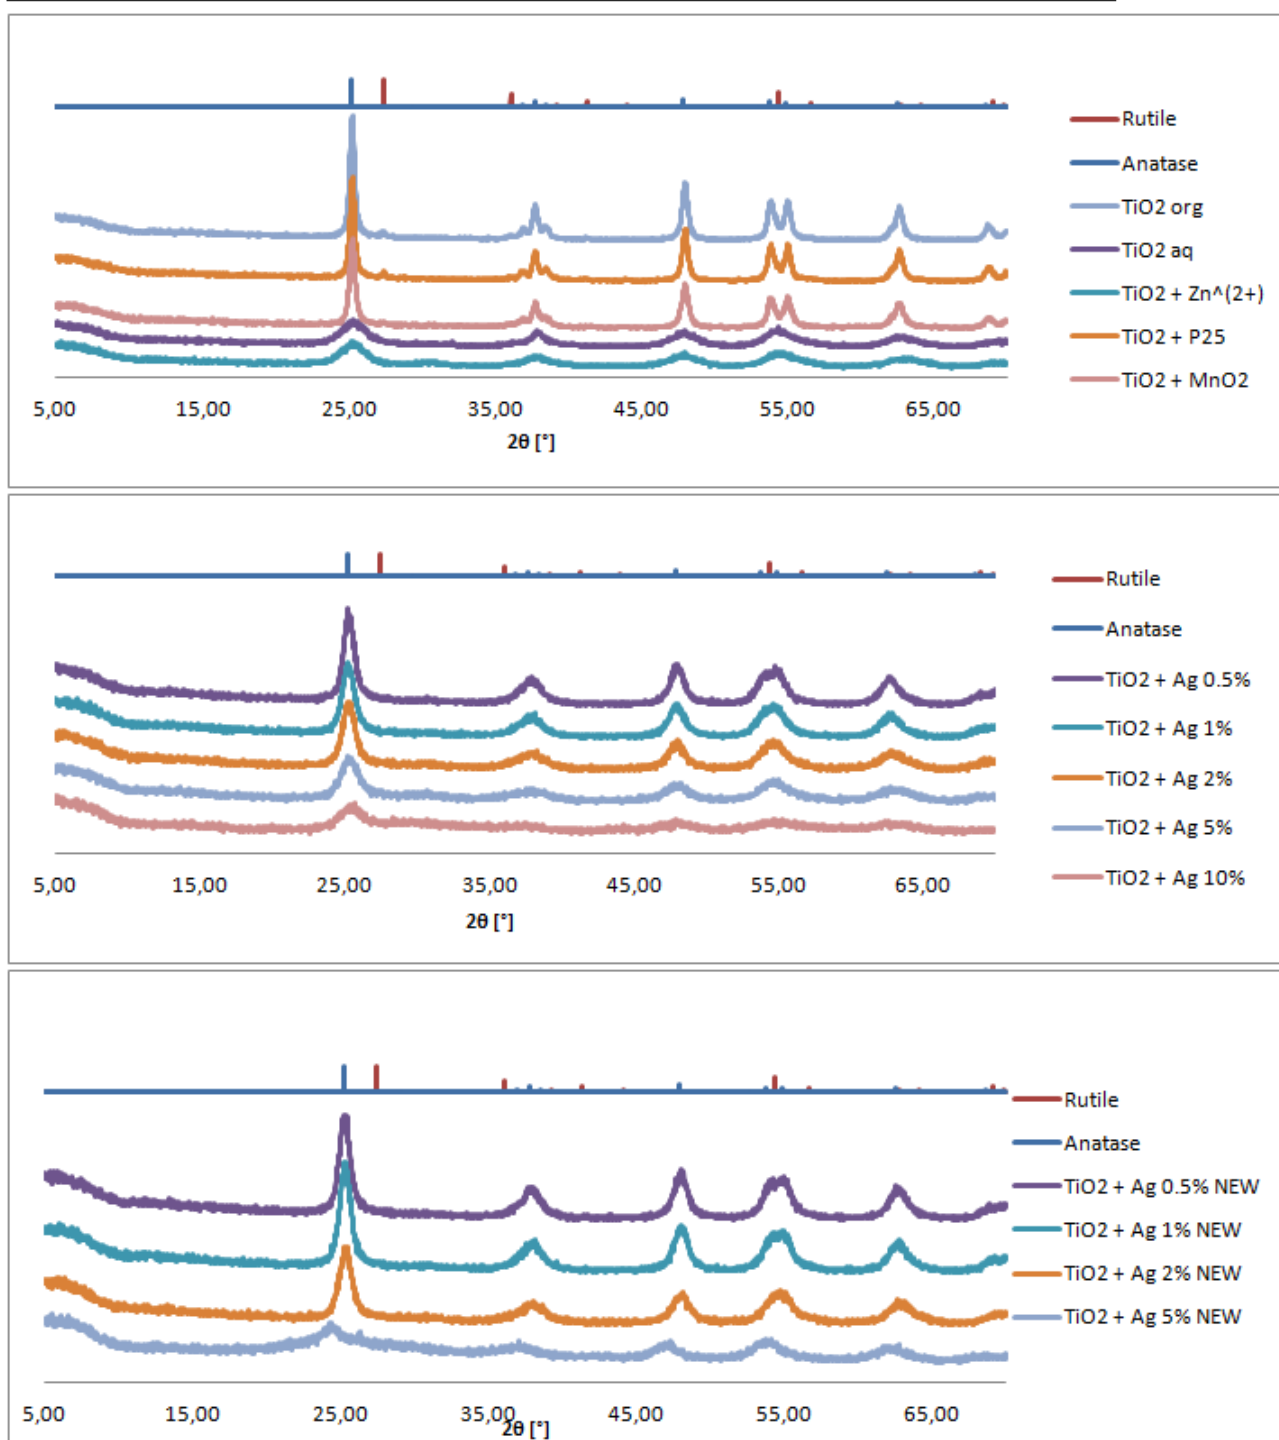 Rutile
Anatase
TiO2 org
TiO2 aq
TiO2 + Zn^(2+)
TiO2 + P25
TiO2 + MnO2
5,00 15,00 25,00 35,00 45,00 55,00 65,00
2θ [°]
Rutile
Anatase
TiO2 + Ag 0.5%
TiO2 + Ag 1%
TiO2 + Ag 2%
TiO2 + Ag 5%
TiO2 + Ag 10%
5,00 15,00 25,00 35,00 45,00 55,00 65,00
2θ [°]
Rutile
Anatase
TiO2 + Ag 0.5% NEW
TiO2 + Ag 1% NEW
TiO2 + Ag 2% NEW
TiO2 + Ag 5% NEW
5,00 15,00 25,00 35,00 45,00 55,00 65,00
2θ [°]